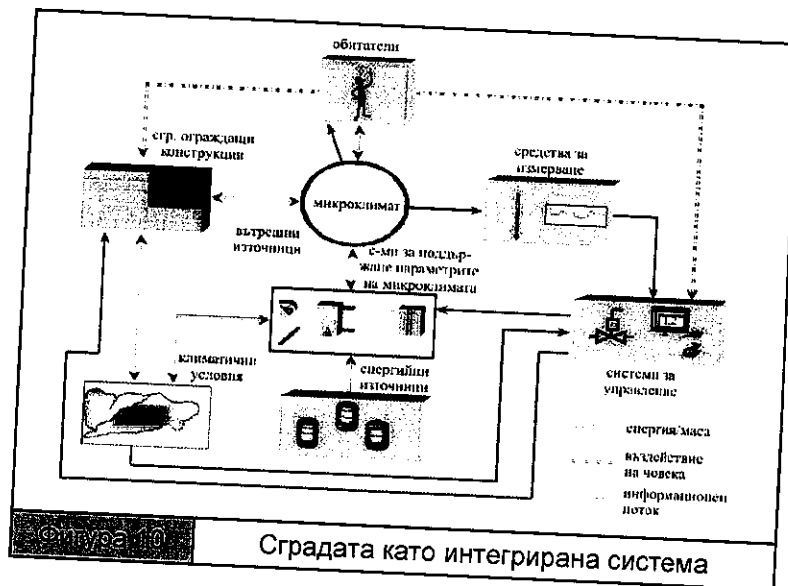 обитатели
сгр. ограждащи
конструкции
средства за
измерване
микроклимат
вътрешни
източници
с-ми за поддър-
жане параметрите
на микроклимата
климатични
условия
енергийни
източници
системи за
управление
енергия/маса
въздействие
на човека
информационен
поток
Фигура 10
Сградата като интегрирана система